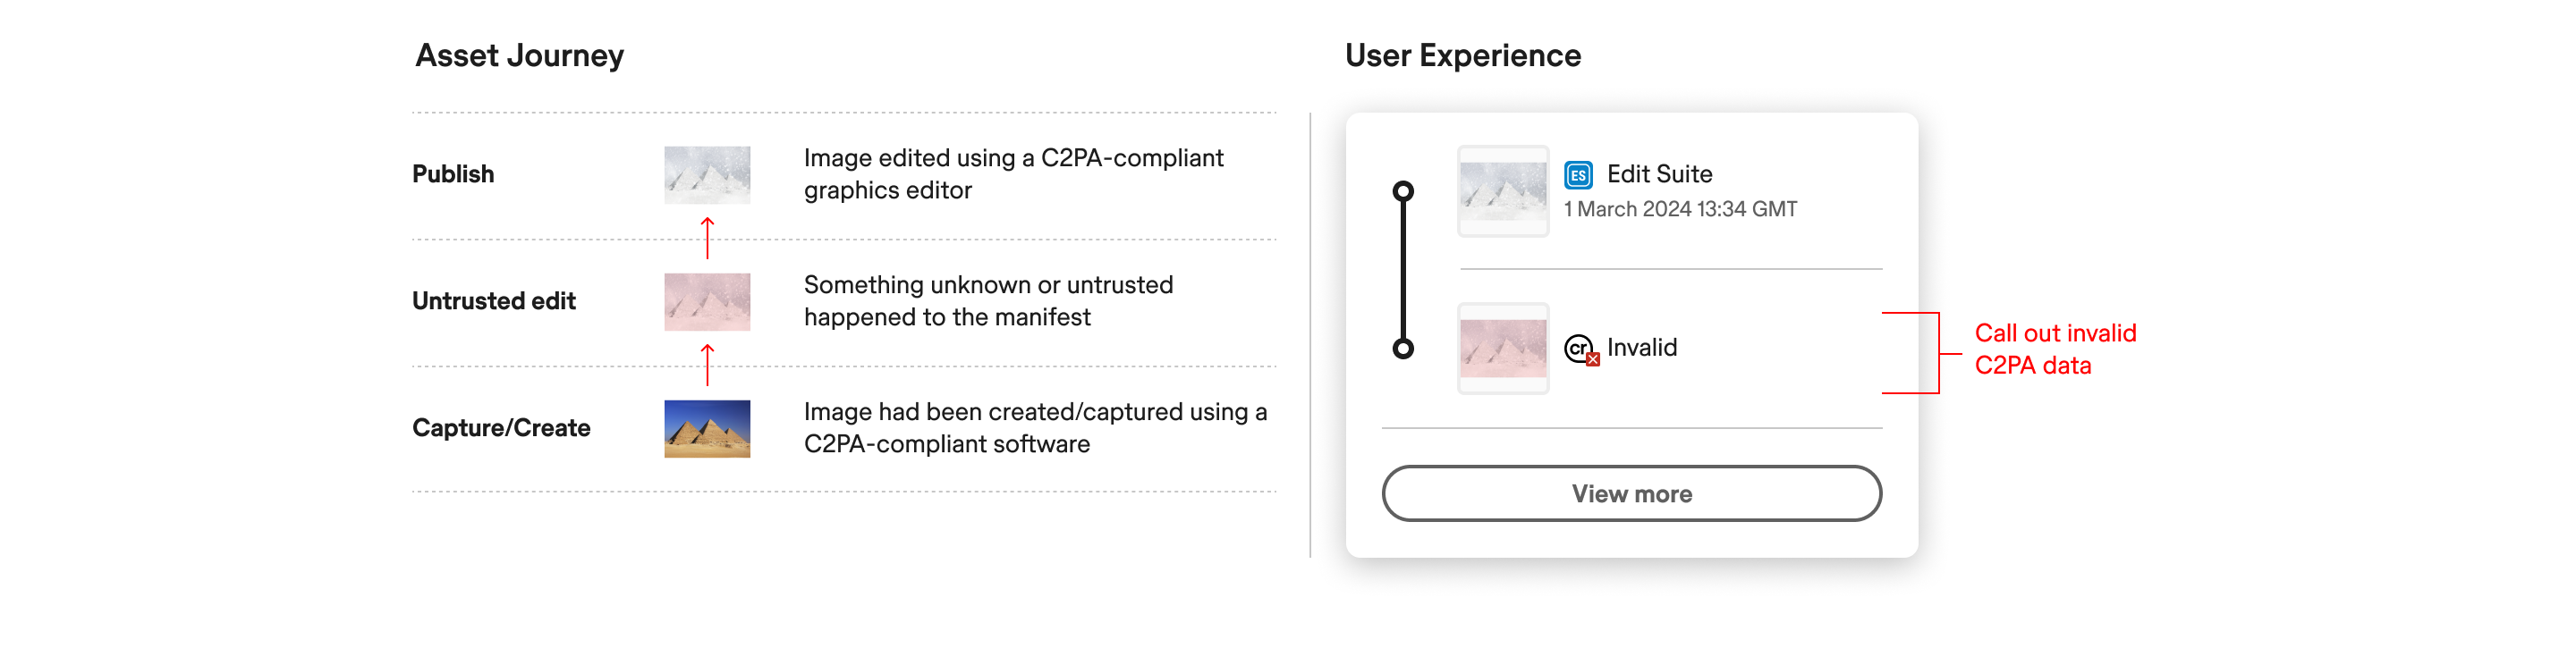 Asset Journey
Publish
Image edited using a C2PA-compliant
graphics editor
Untrusted edit
Something unknown or untrusted
happened to the manifest
Capture/Create
Image had been created/captured using a
C2PA-compliant software
User Experience
ES Edit Suite
1 March 2024 13:34 GMT
cr Invalid
Call out invalid
C2PA data
View more